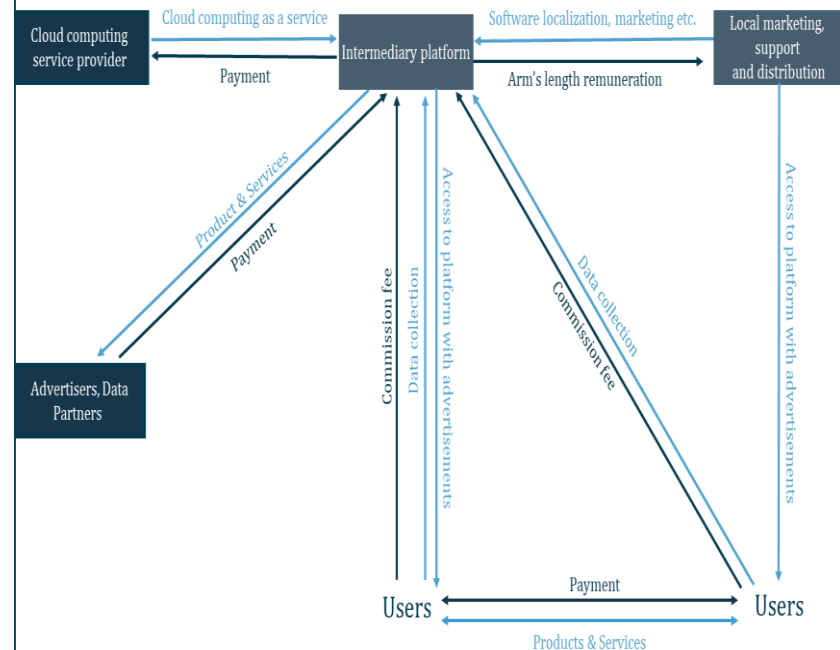 Cloud computing as a service
Software localization, marketing etc.
Cloud computing
service provider
Intermediary platform
Local marketing,
support
and distribution
Payment
Arm's length remuneration
Product & Services
Payment
Commission fee
Data collection
Access to platform with advertisements
Data collection
Commission fee
Access to platform with advertisements
Advertisers, Data
Partners
Users
Payment
Users
Products & Services